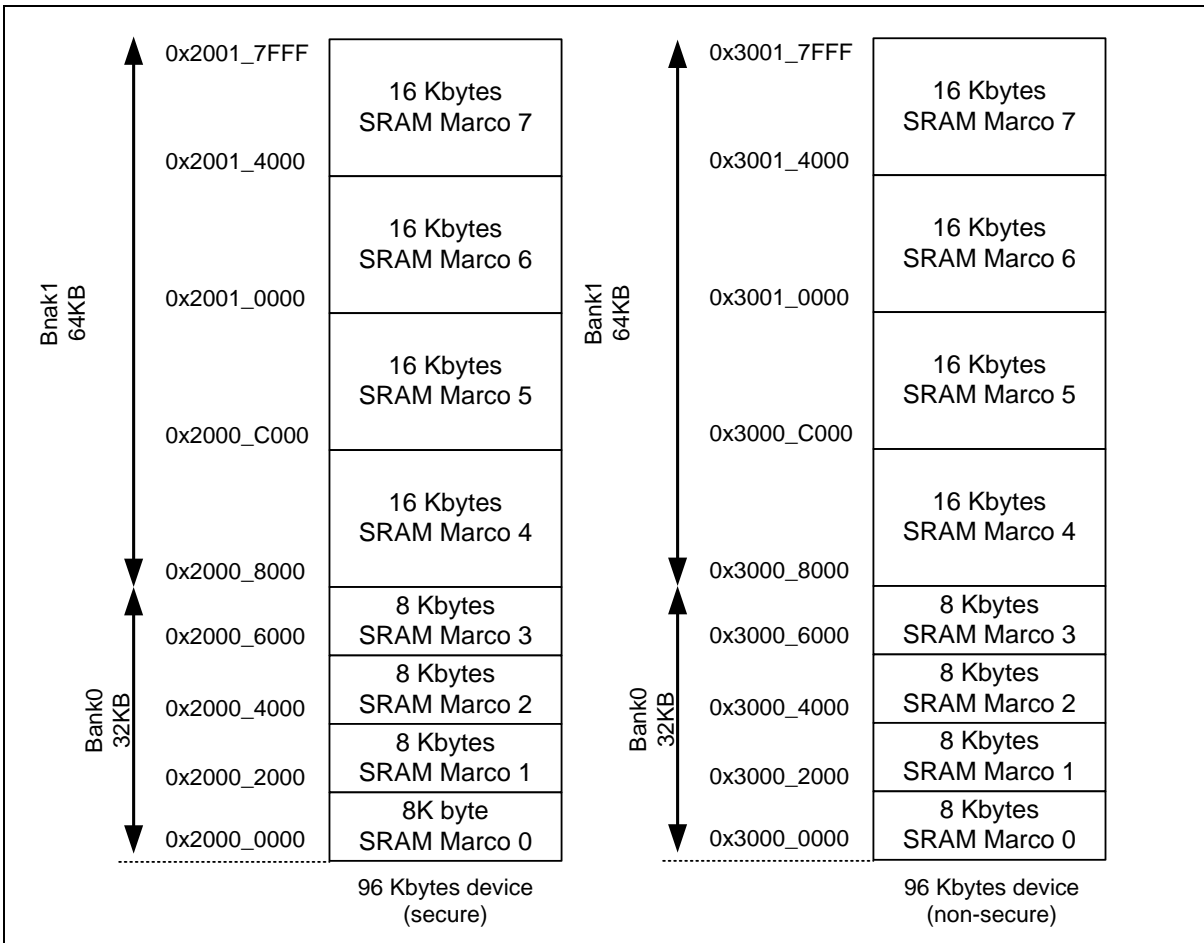 0x2001_7FFF
16 Kbytes
SRAM Marco 7
0x2001_4000
16 Kbytes
SRAM Marco 6
0x2001_0000
Bnak1
64KB
16 Kbytes
SRAM Marco 5
0x2000_C000
16 Kbytes
SRAM Marco 4
0x2000_8000
8 Kbytes
SRAM Marco 3
0x2000_6000
8 Kbytes
SRAM Marco 2
0x2000_4000
Bank0
32KB
8 Kbytes
SRAM Marco 1
0x2000_2000
8K byte
SRAM Marco 0
0x2000_0000
96 Kbytes device
(secure)
0x3001_7FFF
16 Kbytes
SRAM Marco 7
0x3001_4000
16 Kbytes
SRAM Marco 6
0x3001_0000
Bank1
64KB
16 Kbytes
SRAM Marco 5
0x3000_C000
16 Kbytes
SRAM Marco 4
0x3000_8000
8 Kbytes
SRAM Marco 3
0x3000_6000
8 Kbytes
SRAM Marco 2
0x3000_4000
Bank0
32KB
8 Kbytes
SRAM Marco 1
0x3000_2000
8 Kbytes
SRAM Marco 0
0x3000_0000
96 Kbytes device
(non-secure)